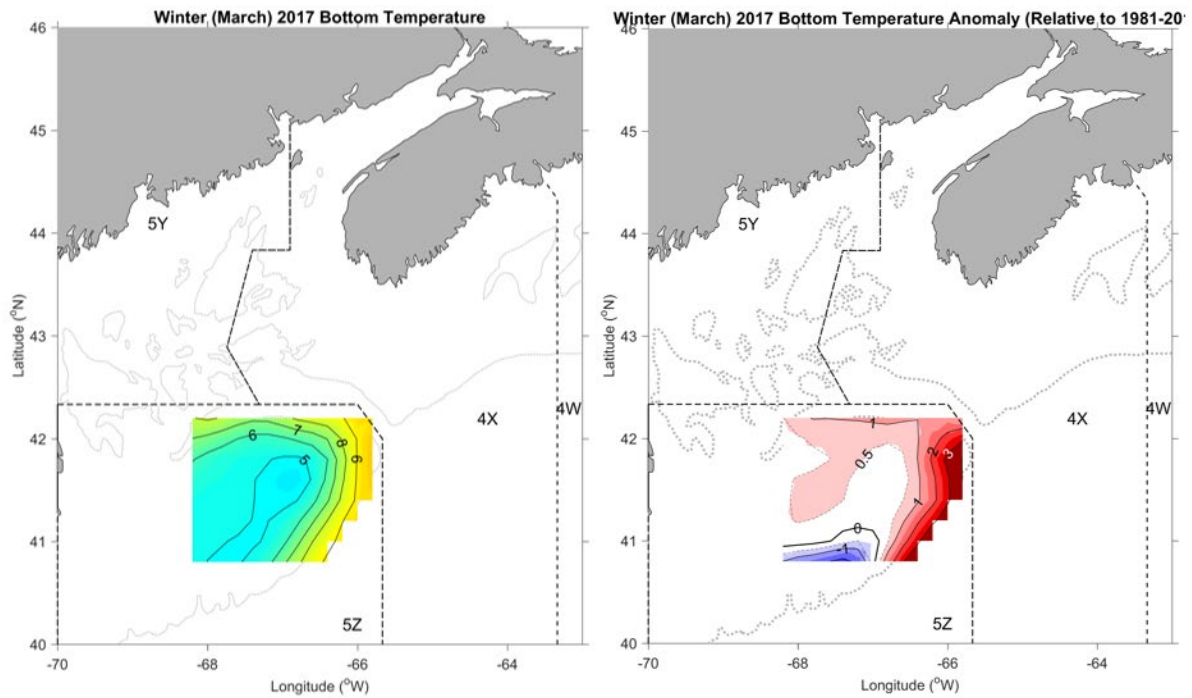 Winter (March) 2017 Bottom Temperature
46
45
44
43
42
41
40
Latitude (°N)
5Y
4X
4W
5Z
6
7
8
5
9
-70
-68
-66
-64
Longitude (°W)
Winter (March) 2017 Bottom Temperature Anomaly (Relative to 1981-20
46
45
44
43
42
41
40
Latitude (°N)
5Y
4X
4W
5Z
1
2
3
0.5
1
0
-1
-70
-68
-66
-64
Longitude (°W)